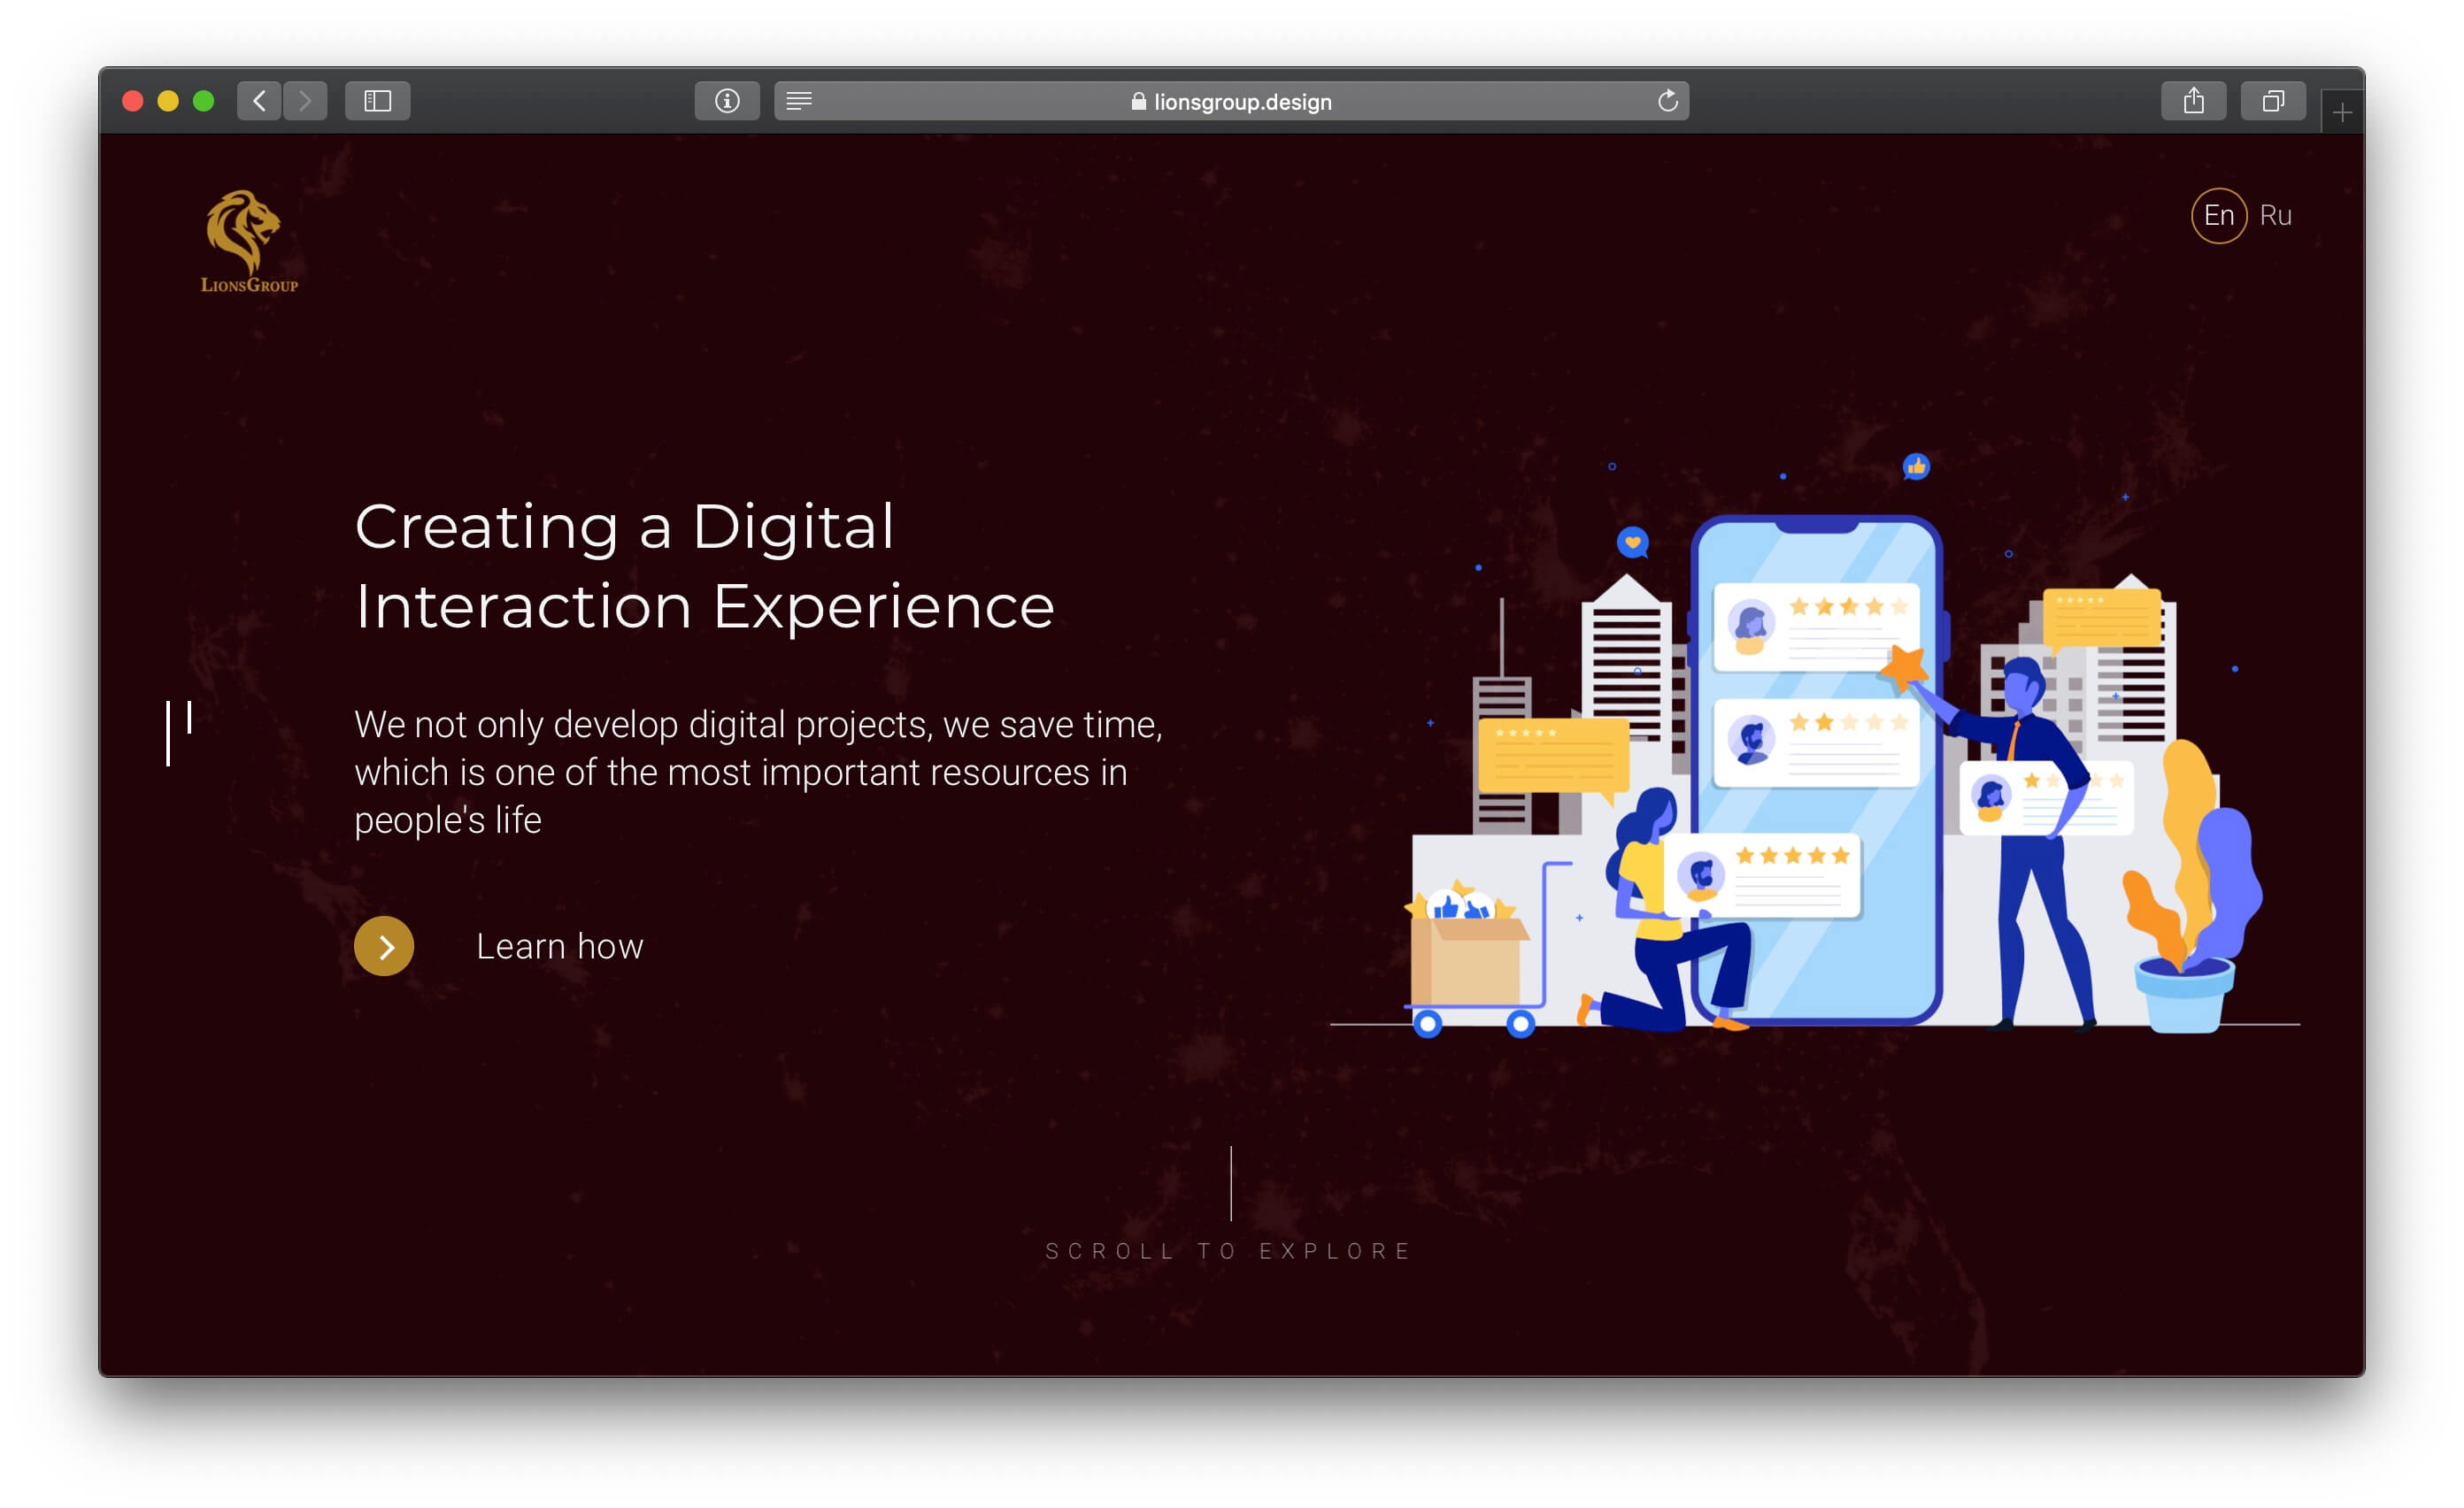 lionsgroup.design
LIONSGROUP
En Ru
Creating a Digital
Interaction Experience
We not only develop digital projects, we save time,
which is one of the most important resources in
people's life
Learn how
SCROLL TO EXPLORE